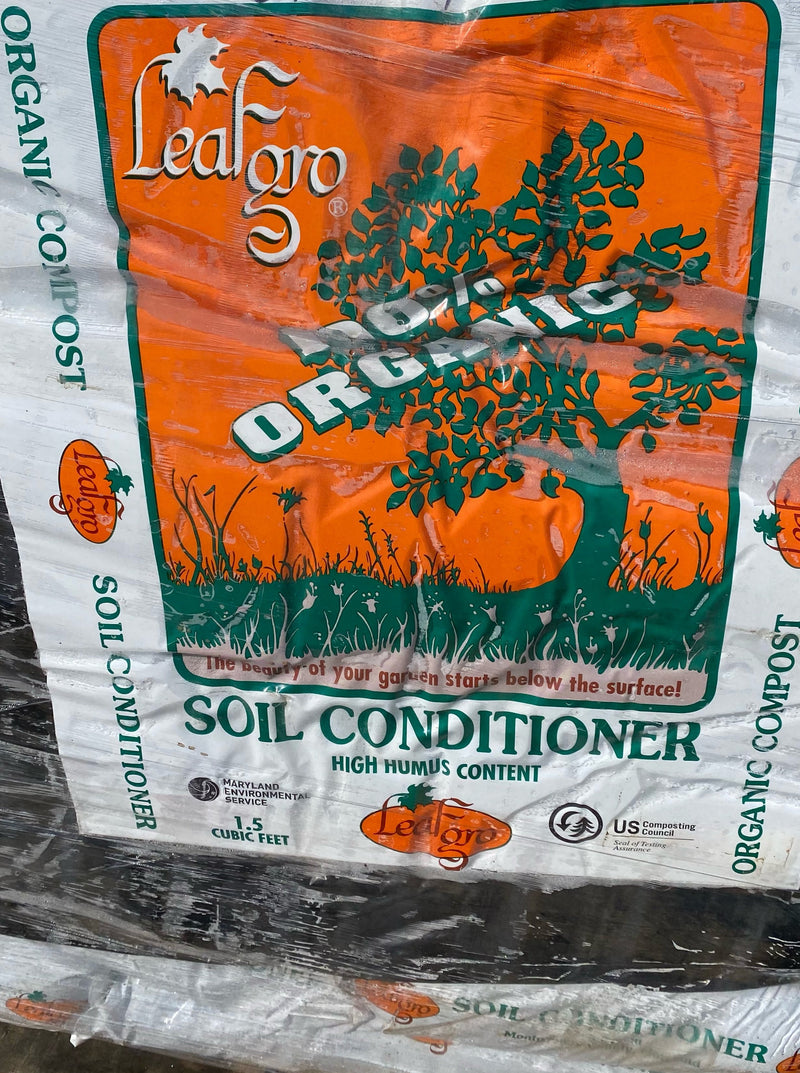 ORGANIC COMPOST
LeafGro
SOIL CONDITIONER
LeafGro®
100%
ORGANIC
The beauty of your garden starts below the surface!
SOIL CONDITIONER
HIGH HUMUS CONTENT
MARYLAND
ENVIRONMENTAL
SERVICE
1.5
CUBIC FEET
LeafGro
US Composting
Council
Seal of Testing
Assurance
Leaf
ORGANIC COMPOST
gro
SOIL CONDITIONER